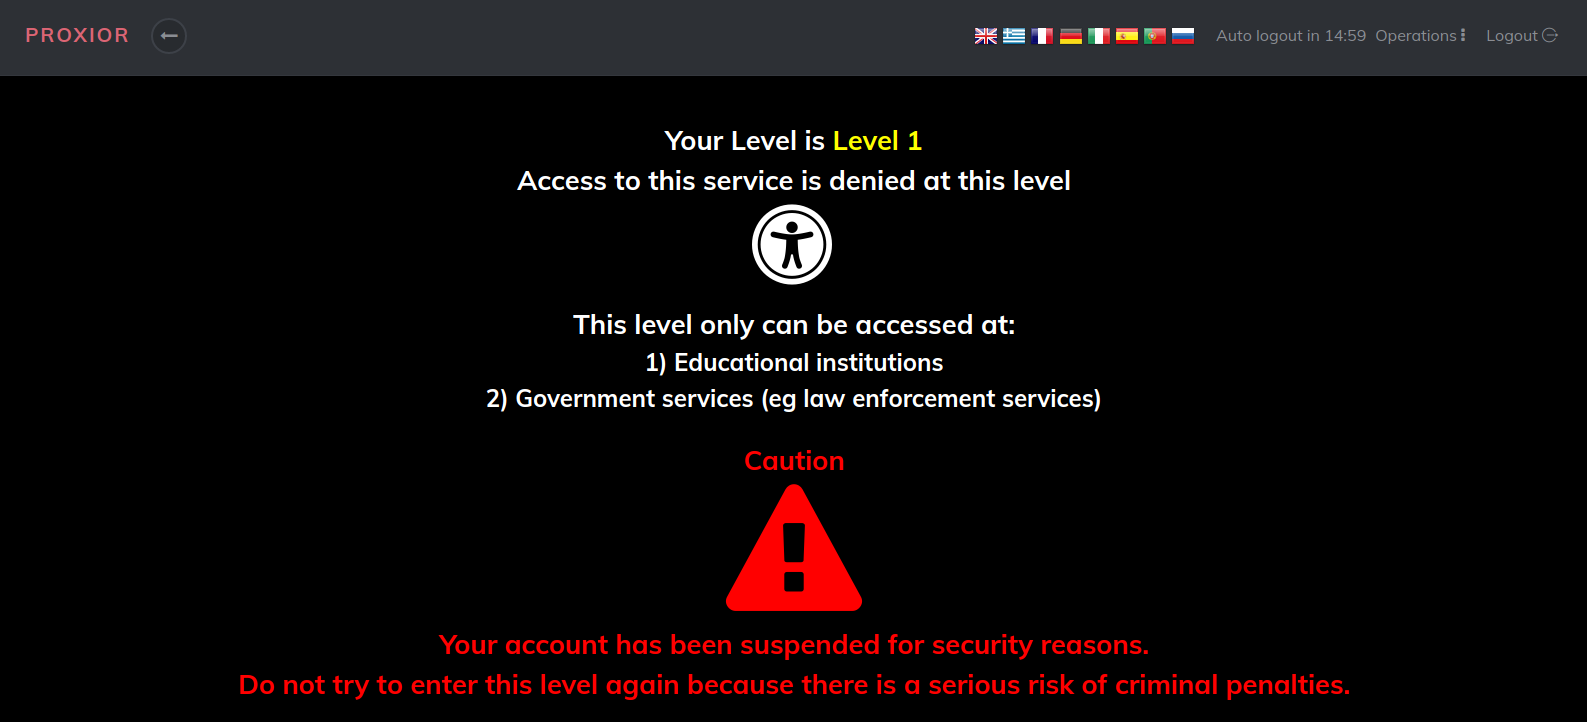 PROXIOR
Auto logout in 14:59 Operations Logout
Your Level is Level 1
Access to this service is denied at this level
This level only can be accessed at:
1) Educational institutions
2) Government services (eg law enforcement services)
Caution
Your account has been suspended for security reasons.
Do not try to enter this level again because there is a serious risk of criminal penalties.